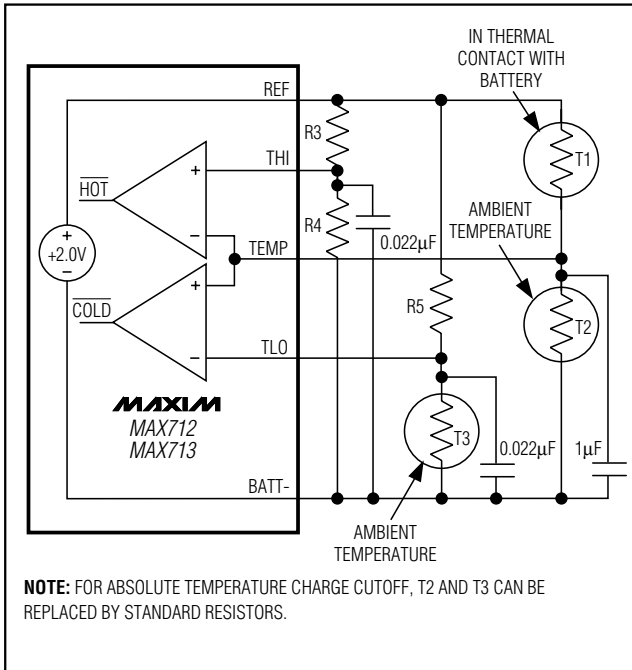 IN THERMAL
CONTACT WITH
BATTERY
REF
R3
T1
THI
HOT
+
−
R4
0.022µF
AMBIENT
TEMPERATURE
+
+2.0V
−
TEMP
COLD
+
−
R5
T2
TLO
MAXIM
MAX712
MAX713
T3
0.022µF
1µF
BATT-
AMBIENT
TEMPERATURE
NOTE: FOR ABSOLUTE TEMPERATURE CHARGE CUTOFF, T2 AND T3 CAN BE
REPLACED BY STANDARD RESISTORS.